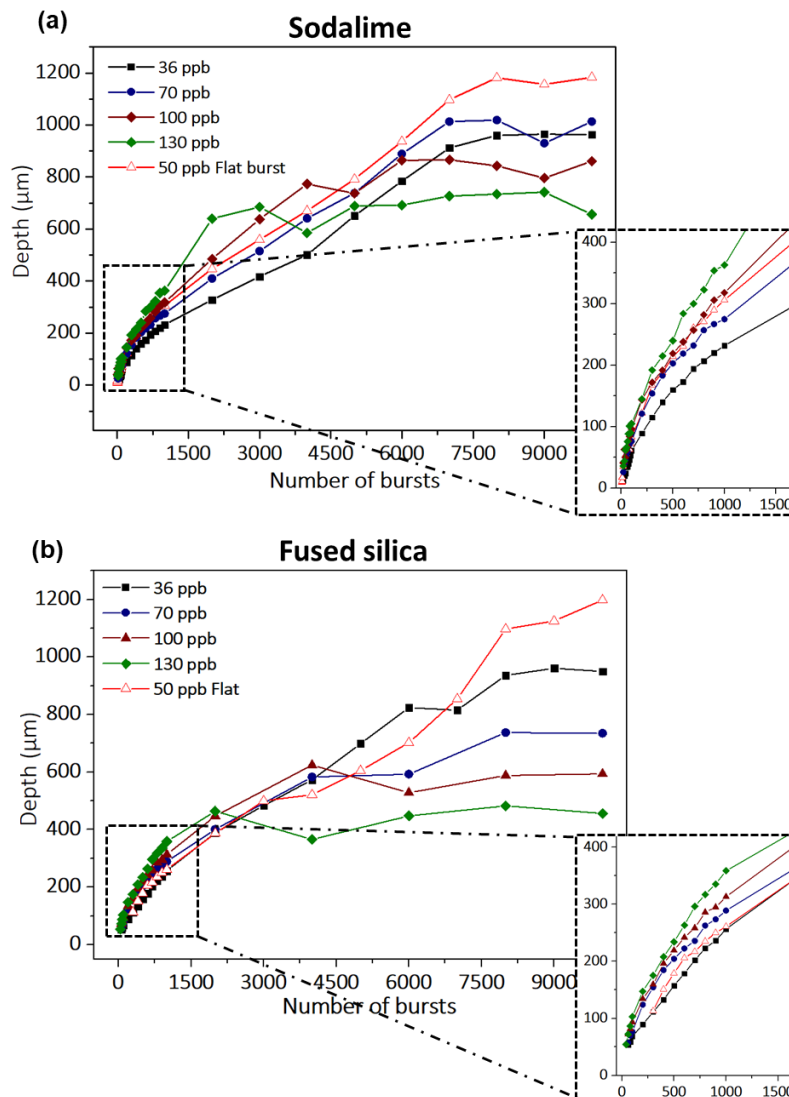 (a)
Sodalime
36 ppb
70 ppb
100 ppb
130 ppb
50 ppb Flat burst
Depth (µm)
1200
1000
800
600
400
200
0
0 1500 3000 4500 6000 7500 9000
Number of bursts
400
300
200
100
0
0 500 1000 1500
(b)
Fused silica
36 ppb
70 ppb
100 ppb
130 ppb
50 ppb Flat
Depth (µm)
1200
1000
800
600
400
200
0
0 1500 3000 4500 6000 7500 9000
Number of bursts
400
300
200
100
0
0 500 1000 1500